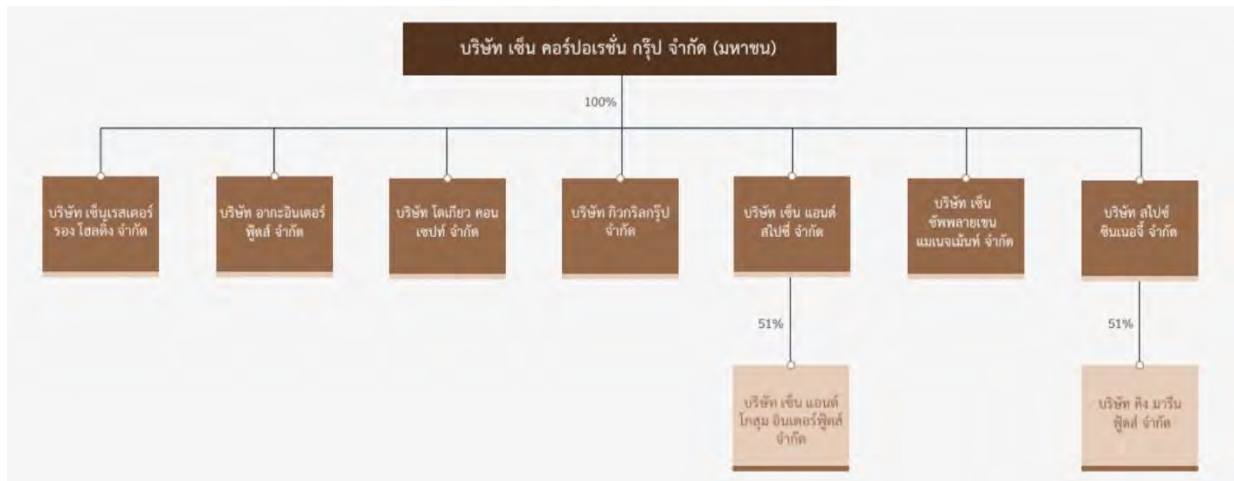 บริษัท เซ็น คอร์ปอเรชั่น กรุ๊ป จำกัด (มหาชน)
100%
บริษัท เซ็นเรสเตอร์
รอง โฮลดิ้ง จำกัด
บริษัท อากะอินเตอร์
ฟู้ดส์ จำกัด
บริษัท โตเกียว คอน
เซปท์ จำกัด
บริษัท กิวกริลกรุ๊ป
จำกัด
บริษัท เซ็น แอนด์
สไปซี่ จำกัด
บริษัท เซ็น
ซัพพลายเชน
แมเนจเม้นท์ จำกัด
บริษัท สไปซ์
ซินเนอจี้ จำกัด
51%
51%
บริษัท เซ็น แอนด์
โกสุม อินเตอร์ฟู้ดส์
จำกัด
บริษัท คิง มารีน
ฟู้ดส์ จำกัด